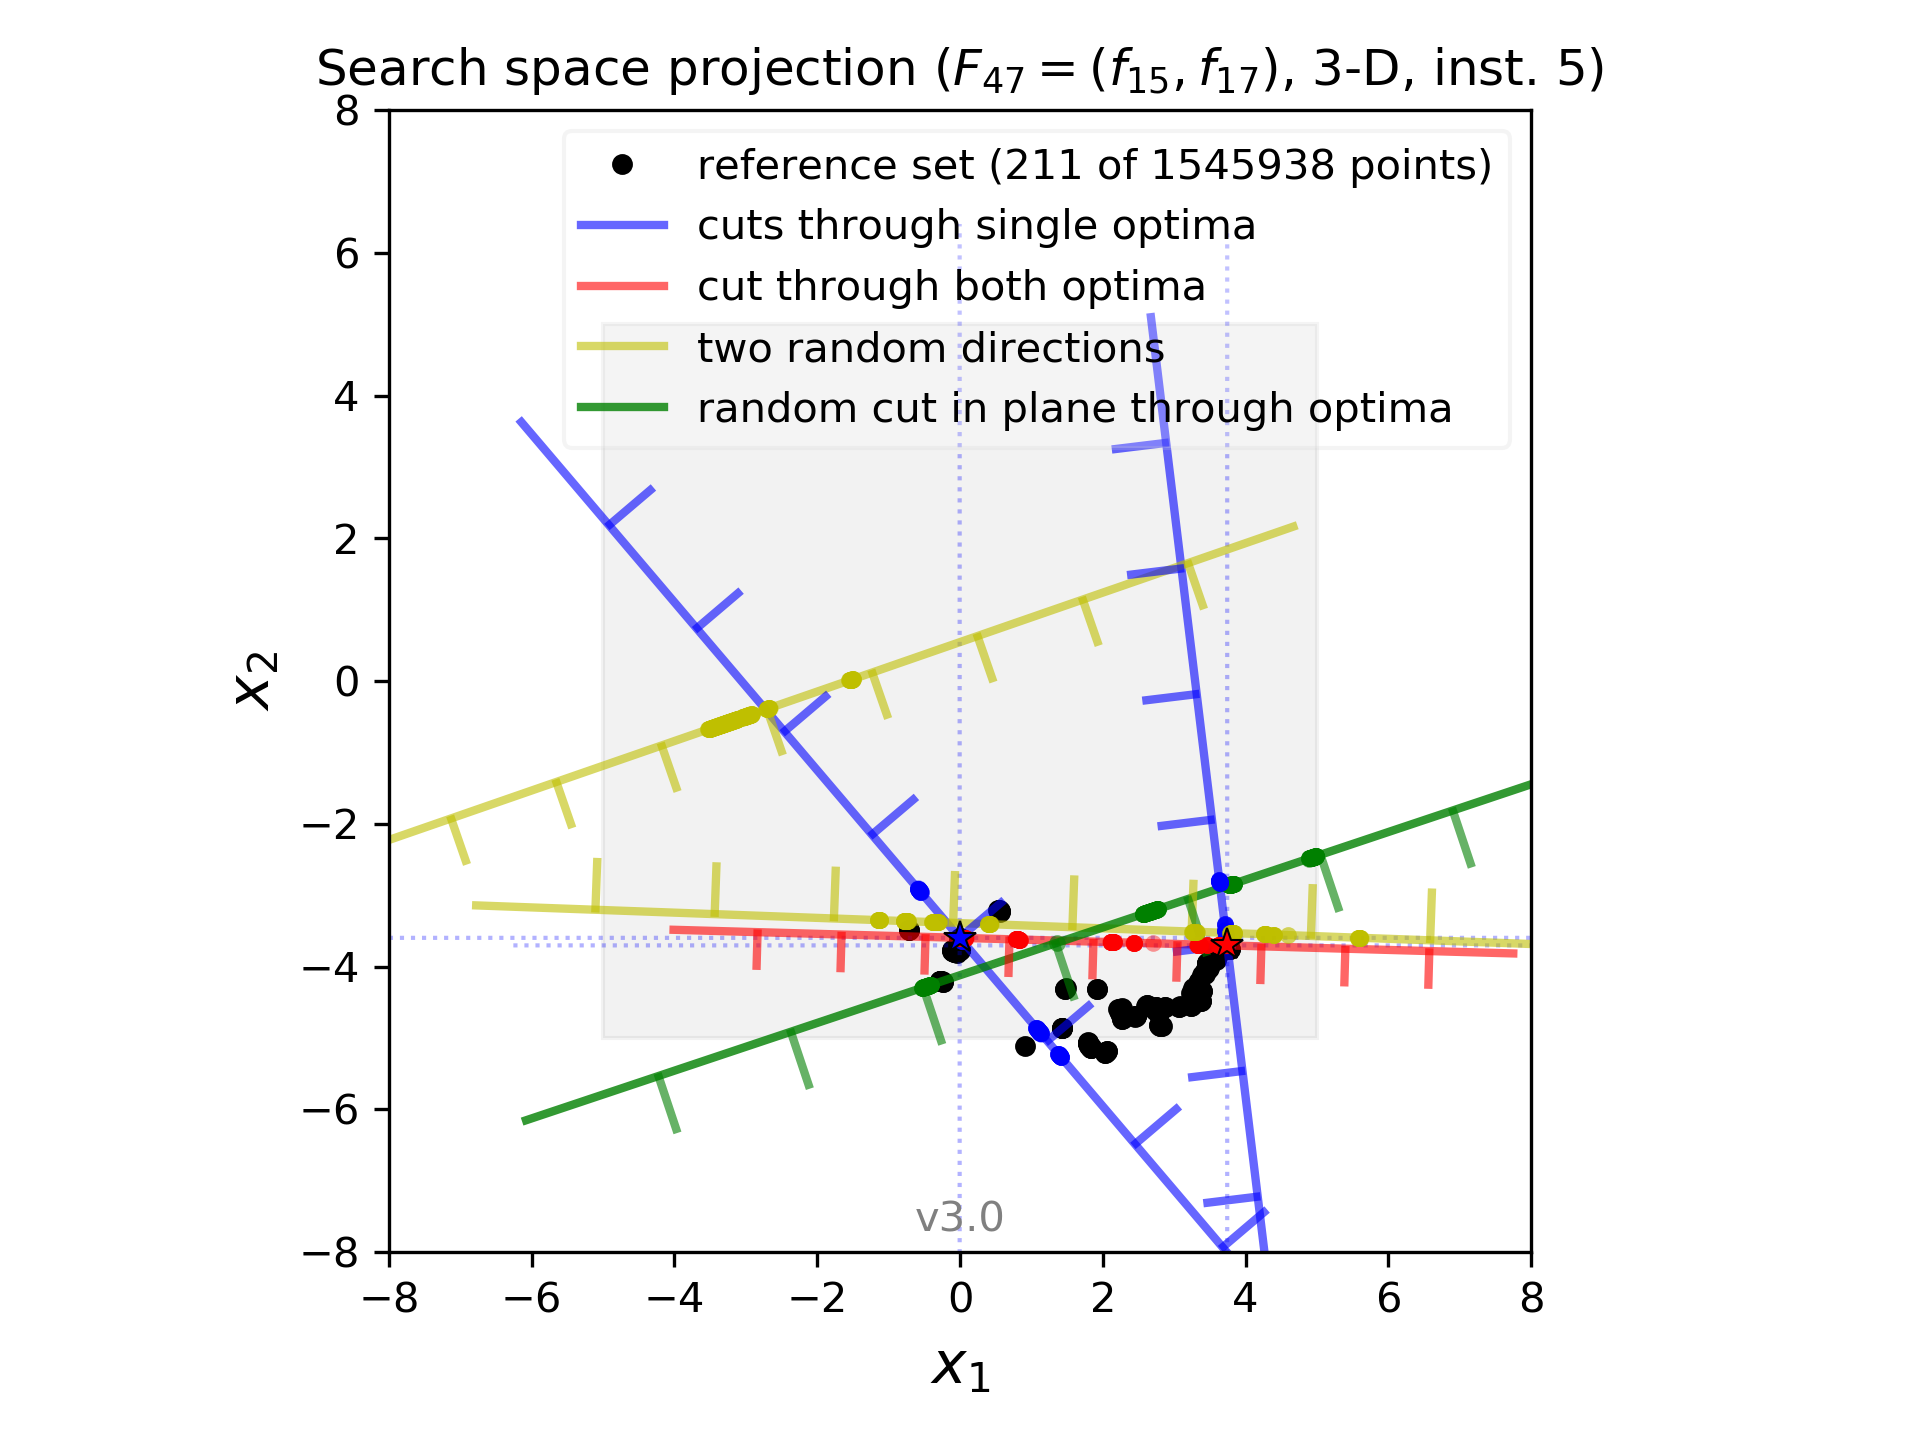 Search space projection (F47 = (f15, f17), 3-D, inst. 5)
reference set (211 of 1545938 points)
cuts through single optima
cut through both optima
two random directions
random cut in plane through optima
8
6
4
2
0
−2
−4
−6
−8
x2
v3.0
−8 −6 −4 −2 0 2 4 6 8
x1